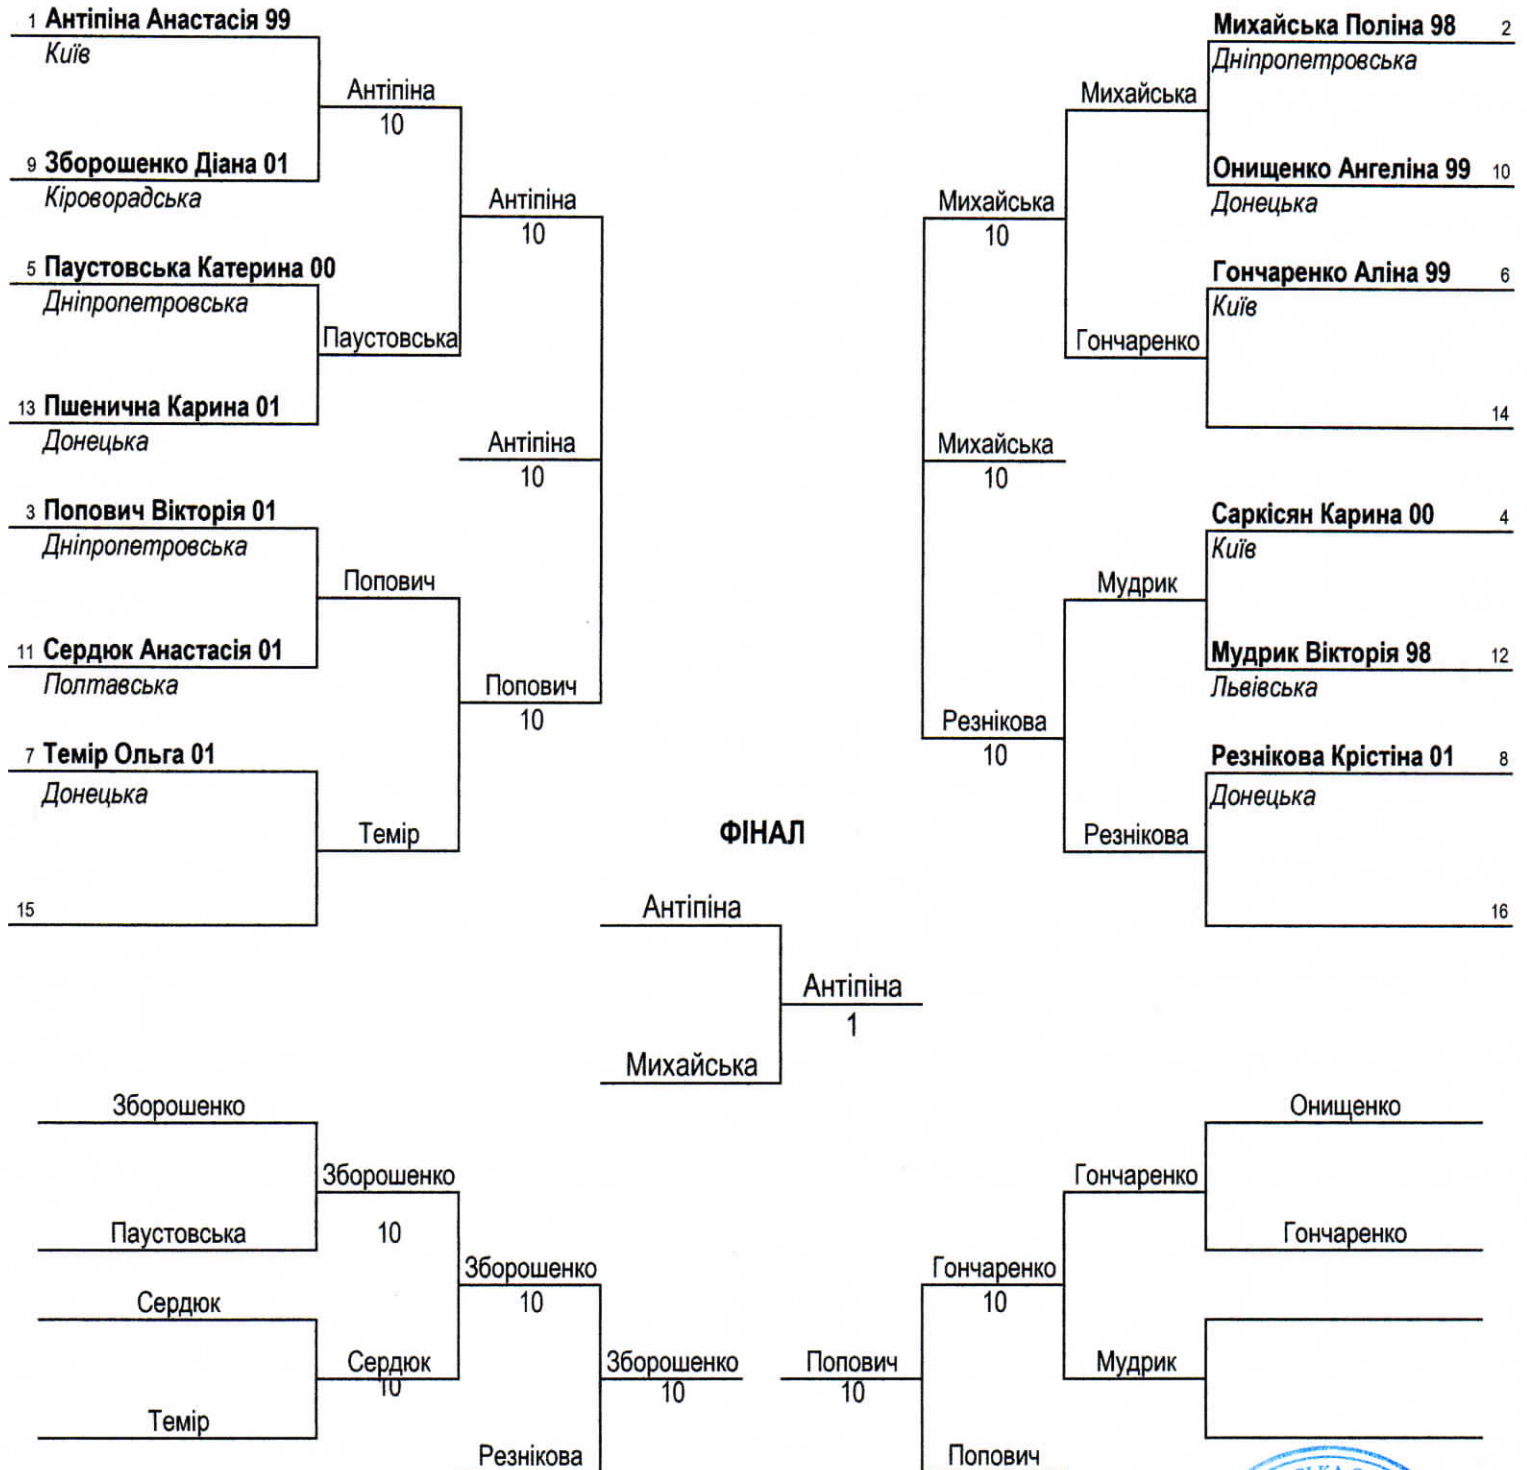 1 Антіпіна Анастасія 99
Київ
Антіпіна
10
9 Зборошенко Діана 01
Кіроворадська
Антіпіна
10
5 Паустовська Катерина 00
Дніпропетровська
Паустовська
13 Пшенична Карина 01
Донецька
Антіпіна
10
3 Попович Вікторія 01
Дніпропетровська
Попович
11 Сердюк Анастасія 01
Полтавська
Попович
10
7 Темір Ольга 01
Донецька
Темір
15
Михайська Поліна 98 2
Дніпропетровська
Михайська
Онищенко Ангеліна 99 10
Донецька
Михайська
10
Гончаренко Аліна 99 6
Київ
Гончаренко
14
Михайська
10
Саркісян Карина 00 4
Київ
Мудрик
Мудрик Вікторія 98 12
Львівська
Резнікова
10
Резнікова Крістіна 01 8
Донецька
Резнікова
16
ФІНАЛ
Антіпіна
Антіпіна
1
Михайська
Зборошенко
Зборошенко
Паустовська
10
Зборошенко
10
Сердюк
Сердюк
10
Зборошенко
10
Темір
Резнікова
Онищенко
Гончаренко
Гончаренко
Гончаренко
10
Попович
10
Мудрик
Попович